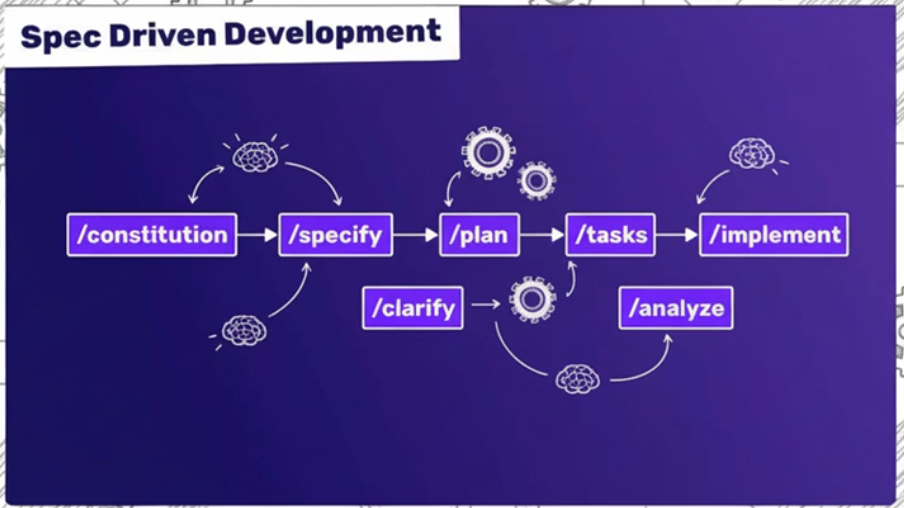 Spec Driven Development
/constitution
/specify
/plan
/tasks
/implement
/clarify
/analyze